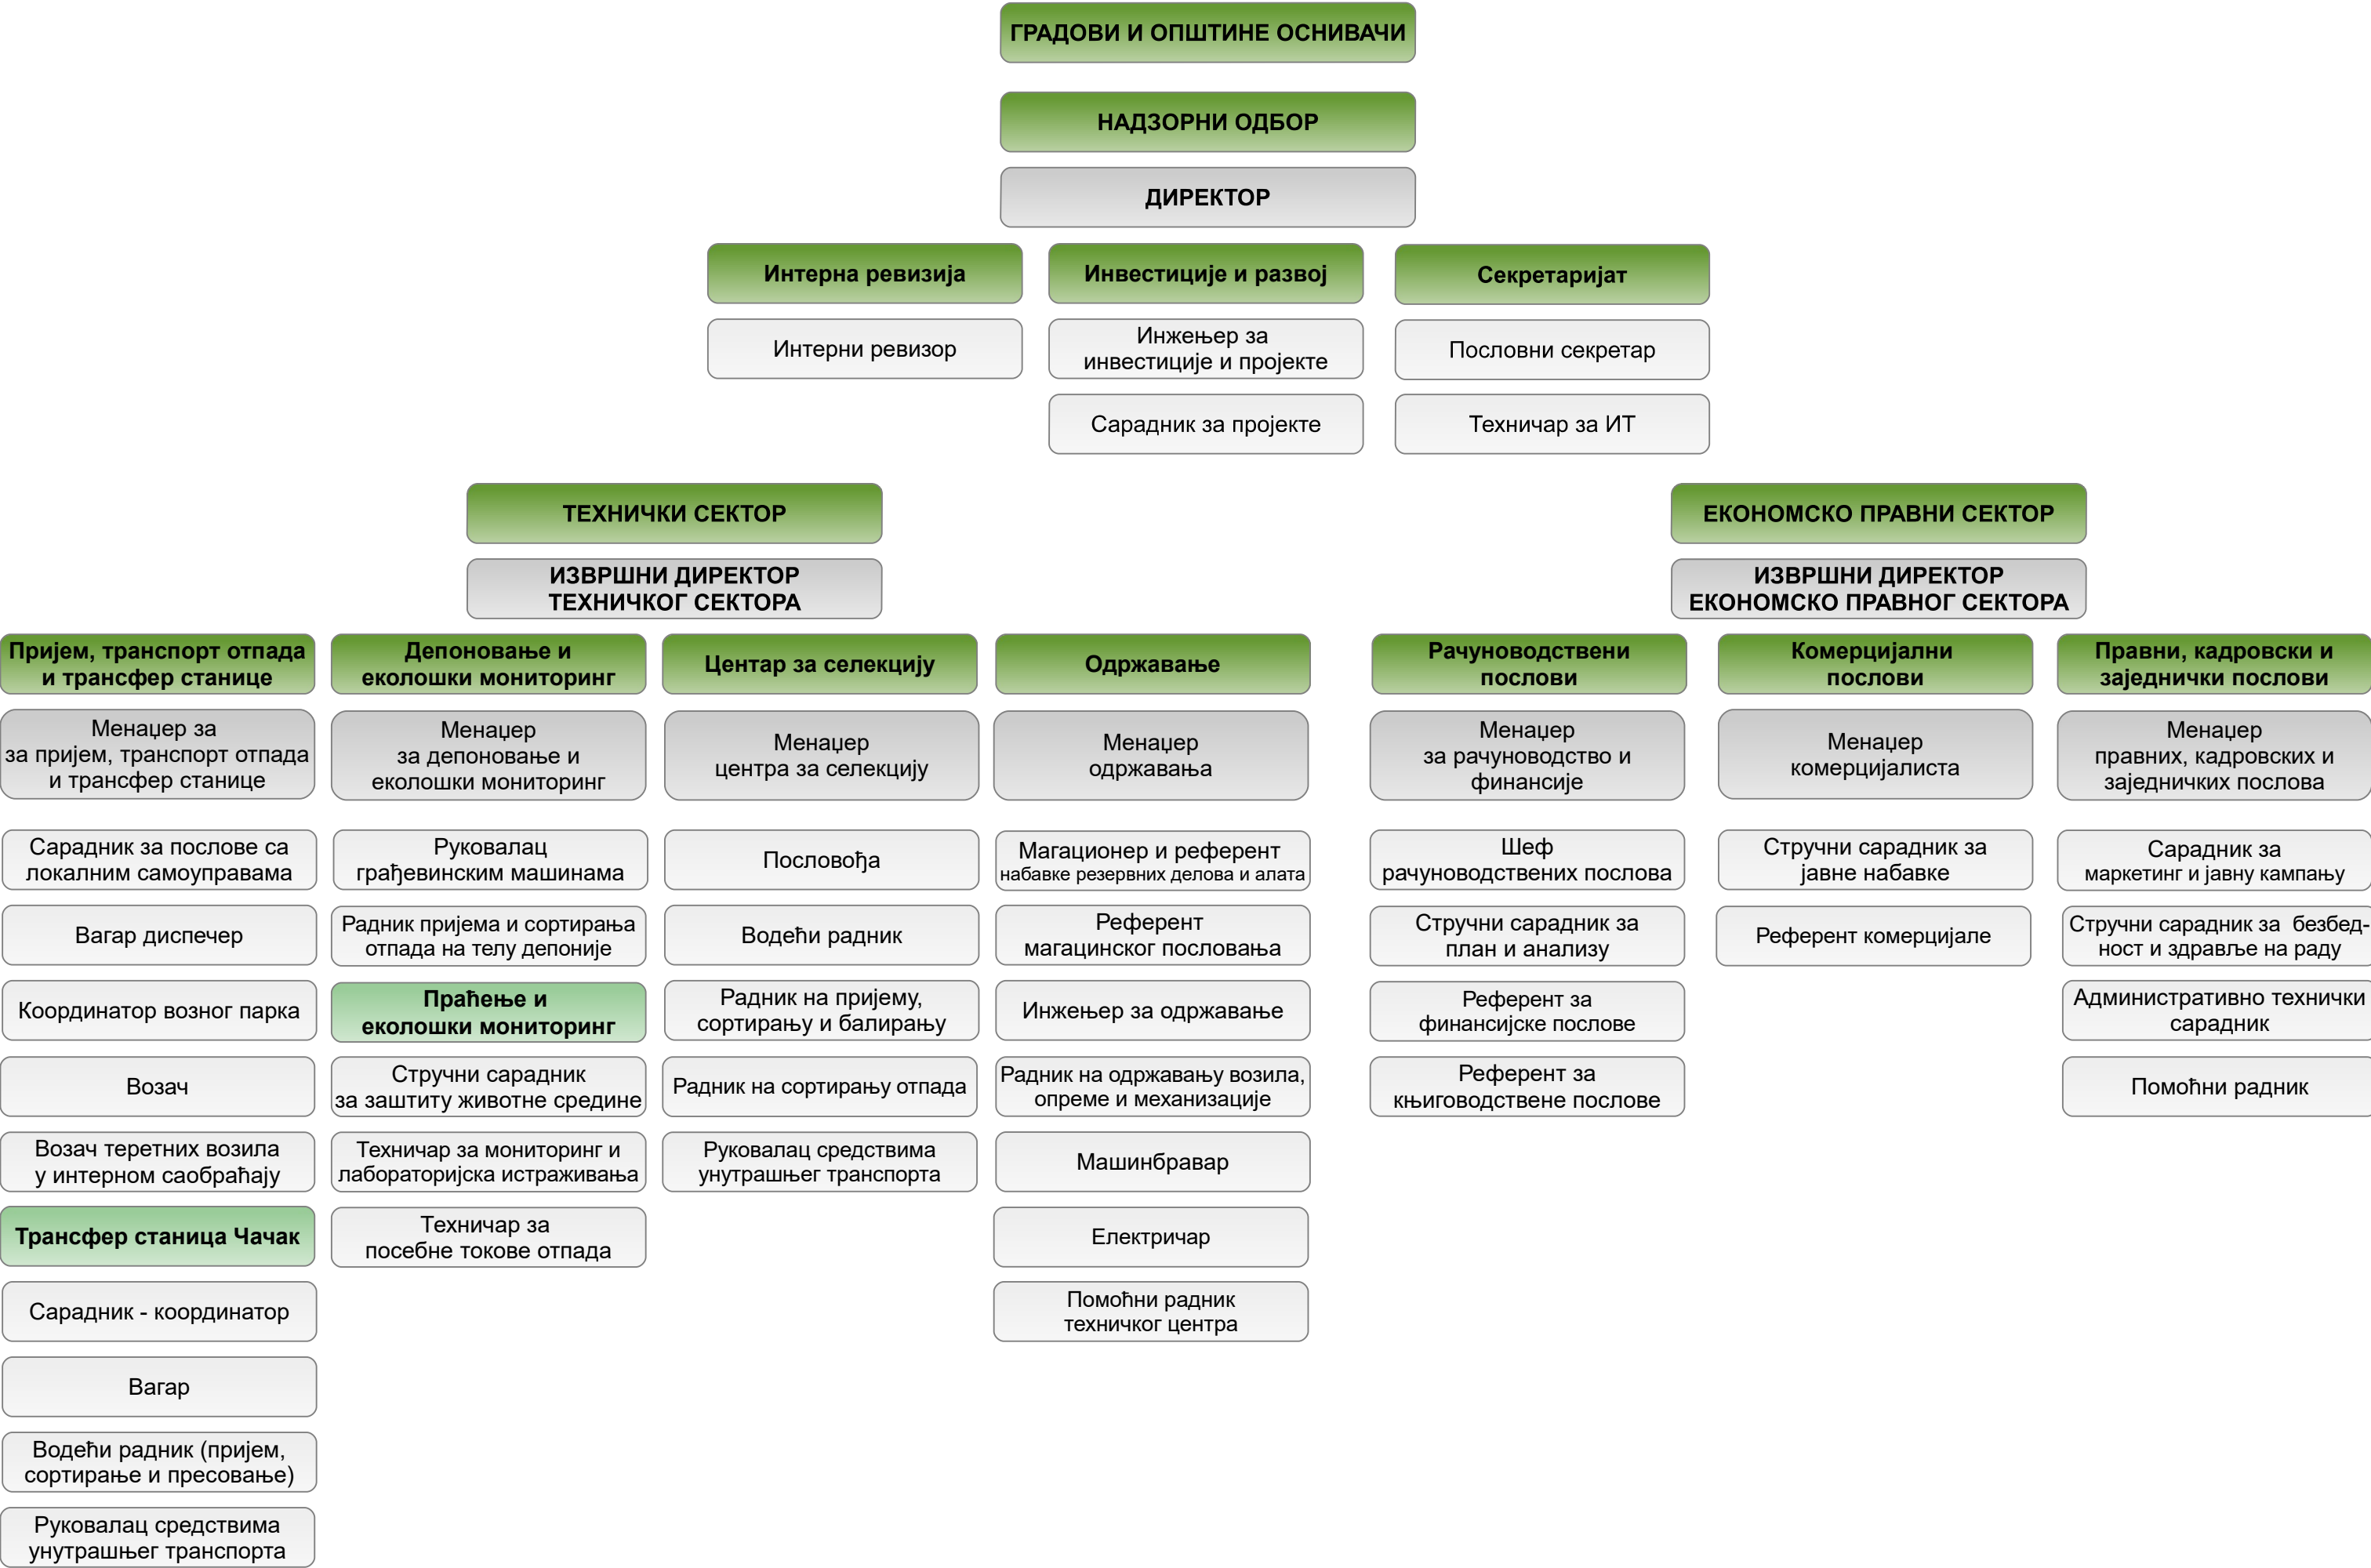 ГРАДОВИ И ОПШТИНЕ ОСНИВАЧИ
НАДЗОРНИ ОДБОР
ДИРЕКТОР
Интерна ревизија
Интерни ревизор
Инвестиције и развој
Инжењер за
инвестиције и пројекте
Сарадник за пројекте
Секретаријат
Пословни секретар
Техничар за ИТ
ТЕХНИЧКИ СЕКТОР
ИЗВРШНИ ДИРЕКТОР
ТЕХНИЧКОГ СЕКТОРА
Пријем, транспорт отпада
и трансфер станице
Менаџер за
за пријем, транспорт отпада
и трансфер станице
Сарадник за послове са
локалним самоуправама
Вагар диспечер
Координатор возног парка
Возач
Возач теретних возила
у интерном саобраћају
Трансфер станица Чачак
Сарадник - координатор
Вагар
Водећи радник (пријем,
сортирање и пресовање)
Руковалац средствима
унутрашњег транспорта
Депоновање и
еколошки мониторинг
Менаџер
за депоновање и
еколошки мониторинг
Руковалац
грађевинским машинама
Радник пријема и сортирања
отпада на телу депоније
Праћење и
еколошки мониторинг
Стручни сарадник
за заштиту животне средине
Техничар за мониторинг и
лабораторијска истраживања
Техничар за
посебне токове отпада
Центар за селекцију
Менаџер
центра за селекцију
Пословођа
Водећи радник
Радник на пријему,
сортирању и балирању
Радник на сортирању отпада
Руковалац средствима
унутрашњег транспорта
Одржавање
Менаџер
одржавања
Магационер и референт
набавке резервних делова и алата
Референт
магацинског пословања
Инжењер за одржавање
Радник на одржавању возила,
опреме и механизације
Машинбравар
Електричар
Помоћни радник
техничког центра
ЕКОНОМСКО ПРАВНИ СЕКТОР
ИЗВРШНИ ДИРЕКТОР
ЕКОНОМСКО ПРАВНОГ СЕКТОРА
Рачуноводствени
послови
Менаџер
за рачуноводство и
финансије
Шеф
рачуноводствених послова
Стручни сарадник за
план и анализу
Референт за
финансијске послове
Референт за
књиговодствене послове
Комерцијални
послови
Менаџер
комерцијалиста
Стручни сарадник за
јавне набавке
Референт комерцијале
Правни, кадровски и
заједнички послови
Менаџер
правних, кадровских и
заједничких послова
Сарадник за
маркетинг и јавну кампању
Стручни сарадник за безбед-
ност и здравље на раду
Административно технички
сарадник
Помоћни радник